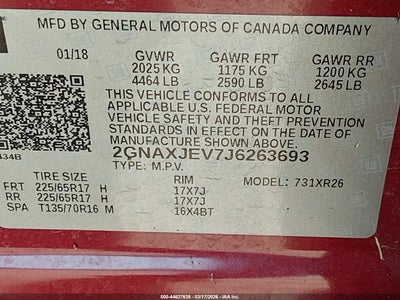 MFD BY GENERAL MOTORS OF CANADA COMPANY
01/18 GVWR GAWR FRT GAWR RR
2025 KG 1175 KG 1200 KG
4464 LB 2590 LB 2645 LB
THIS VEHICLE CONFORMS TO ALL
APPLICABLE U.S. FEDERAL MOTOR
VEHICLE SAFETY AND THEFT PREVENTION
STANDARDS IN EFFECT ON THE DATE OF
MANUFACTURE SHOWN ABOVE.
434B 2GNAXJEV7J6263693
TYPE: M.P.V.
TIRE SIZE RIM MODEL: 731XR26
FRT 225/65R17 H 17X7J
RR 225/65R17 H 17X7J
SPA T135/70R16 M 16X4BT